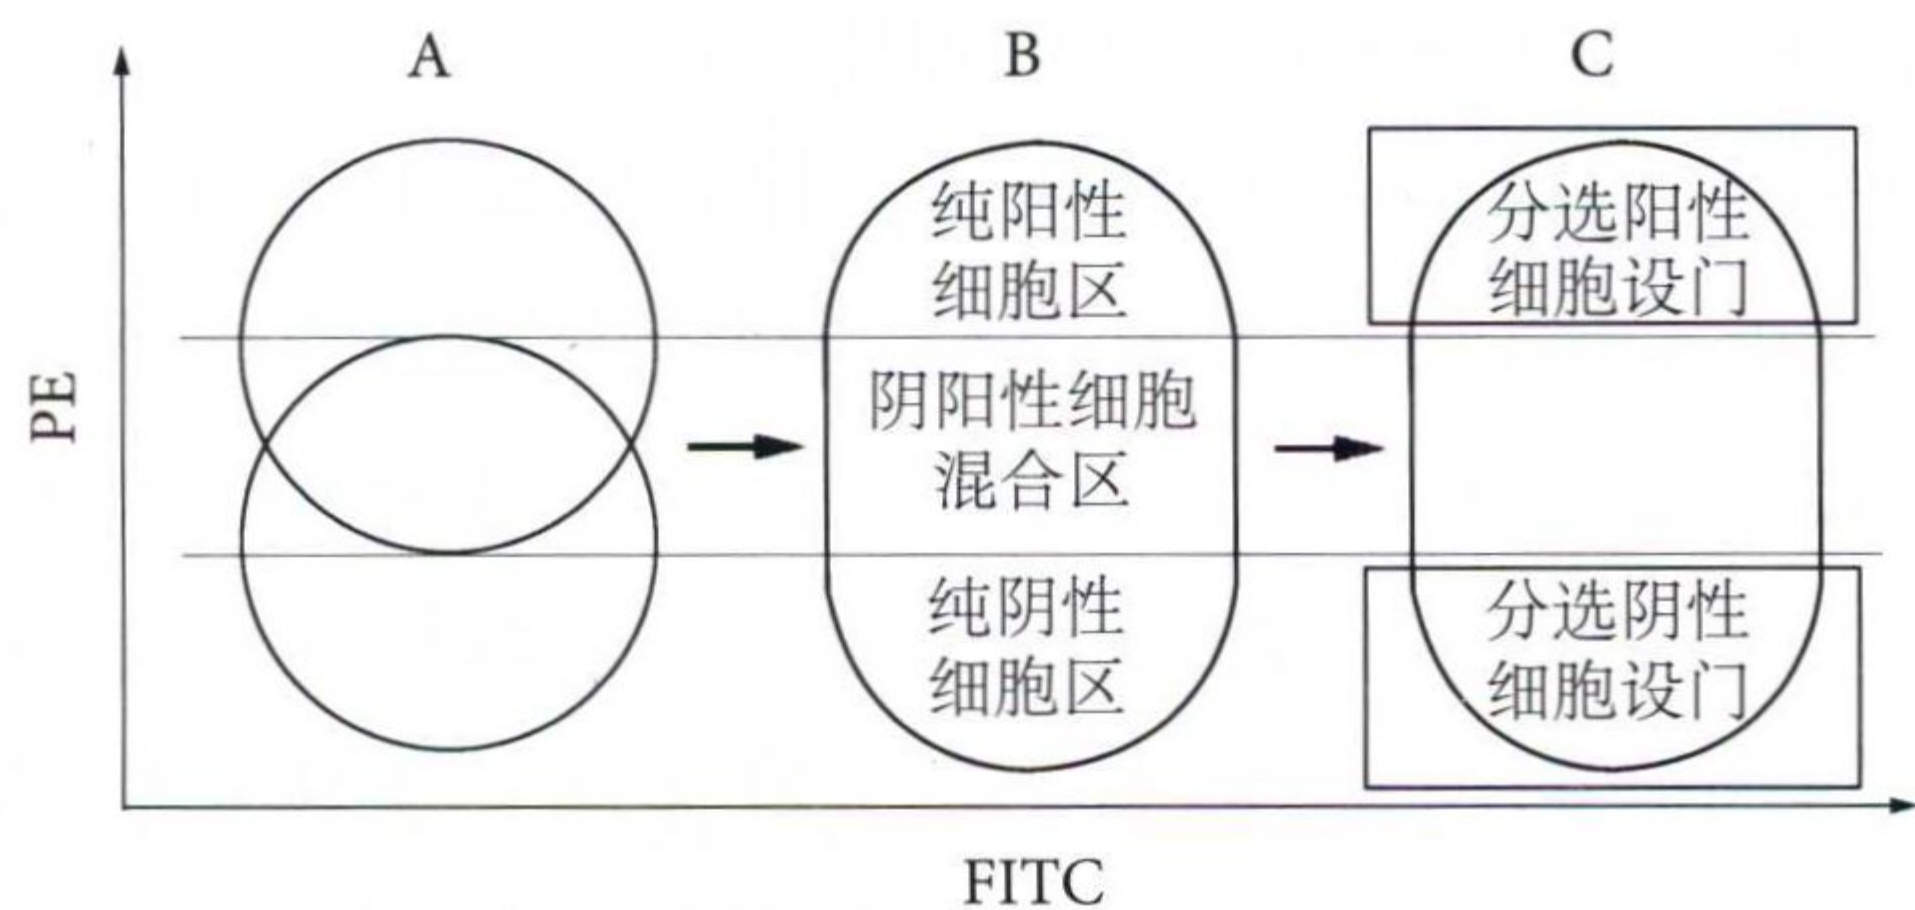 A
B
C
纯阳性
细胞区
分选阳性
细胞设门
PE
阴阳性细胞
混合区
纯阴性
细胞区
分选阴性
细胞设门
FITC